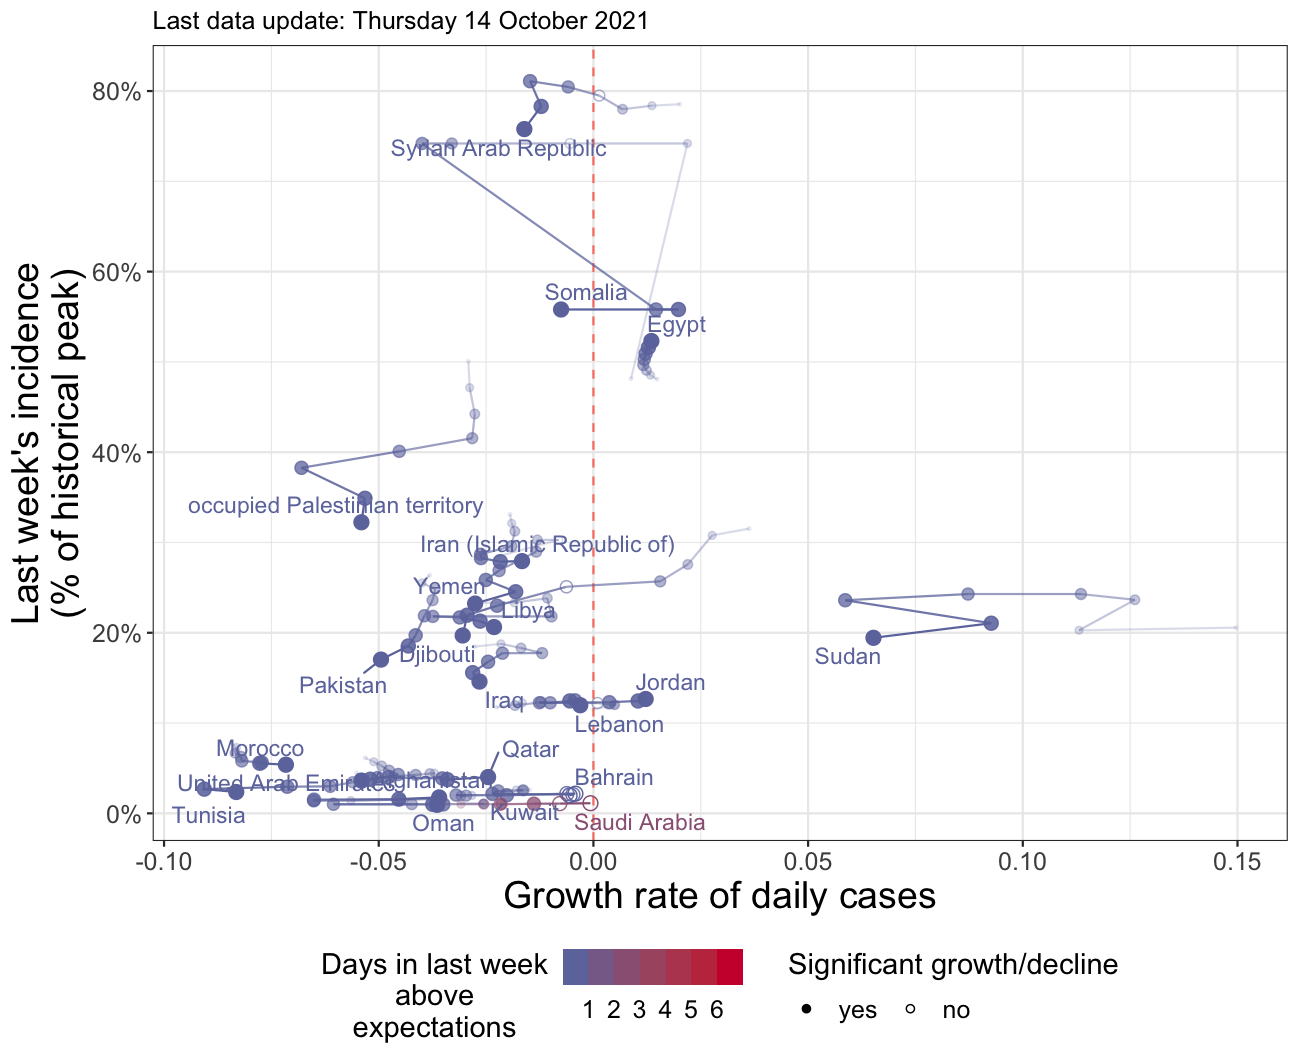 Last data update: Thursday 14 October 2021
Last week's incidence
(% of historical peak)
80%
60%
40%
20%
0%
Syrian Arab Republic
Somalia
Egypt
occupied Palestinian territory
Iran (Islamic Republic of)
Yemen
Libya
Djibouti
Sudan
Pakistan
Iraq
Jordan
Lebanon
Morocco
Qatar
United Arab Emirates
Afghanistan
Bahrain
Tunisia
Oman
Kuwait
Saudi Arabia
-0.10
-0.05
0.00
0.05
0.10
0.15
Growth rate of daily cases
Days in last week
above
expectations
1 2 3 4 5 6
Significant growth/decline
yes
no